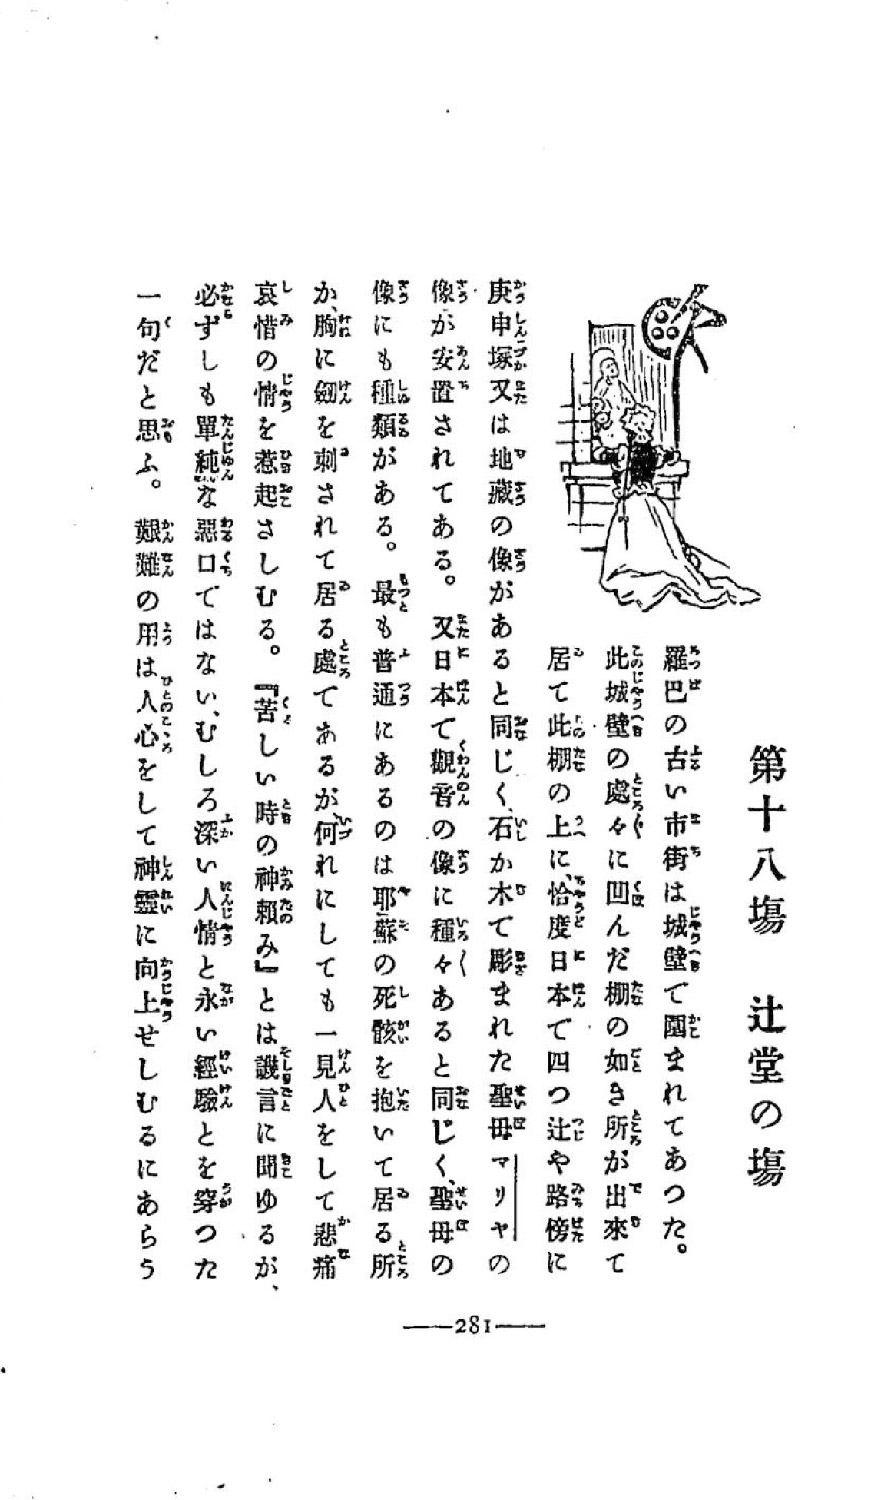 第十八塲 辻堂の塲
羅巴の古い市街は城壁で圍まれてあつた。
此城壁の處々に凹んだ棚の如き所が出來て
居て此棚の上に、恰度日本で四つ辻や路傍に
庚申塚又は地藏の像があると同じく、石か木で彫まれた聖母マリヤの
像が安置されてある。又日本で觀音の像に種々あると同じく、聖母の
像にも種類がある。最も普通にあるのは耶蘇の死骸を抱いて居る所
か、胸に劔を刺されて居る處であるが、何れにしても一見人をして悲痛
哀惜の情を惹起さしむる。『苦しい時の神頼み』とは譏言に聞ゆるが、
必ずしも單純な惡口ではない、むしろ深い人情と永い經驗とを穿つた
一句だと思ふ。艱難の用は人心をして神靈に向上せしむるにあらう
281